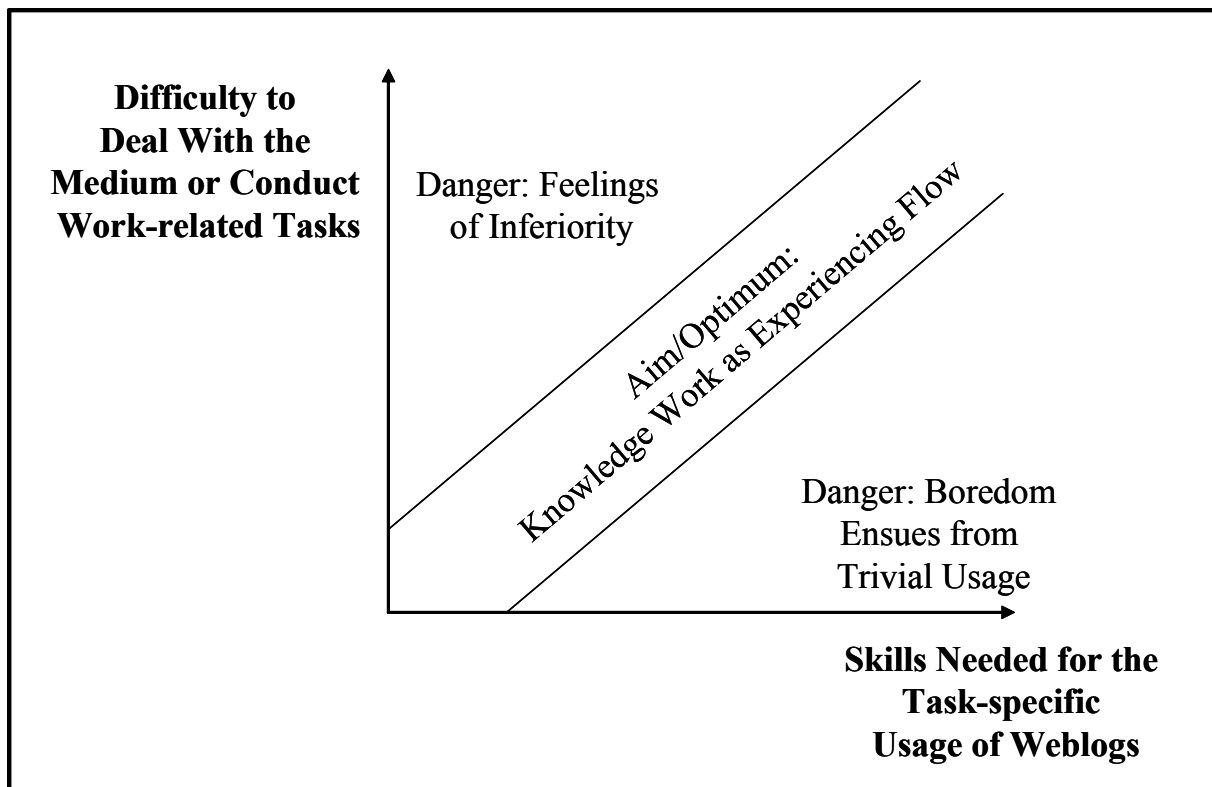 Difficulty to
Deal With the
Medium or Conduct
Work-related Tasks
Danger: Feelings
of Inferiority
Aim/Optimum:
Knowledge Work as Experiencing Flow
Danger: Boredom
Ensues from
Trivial Usage
Skills Needed for the
Task-specific
Usage of Weblogs